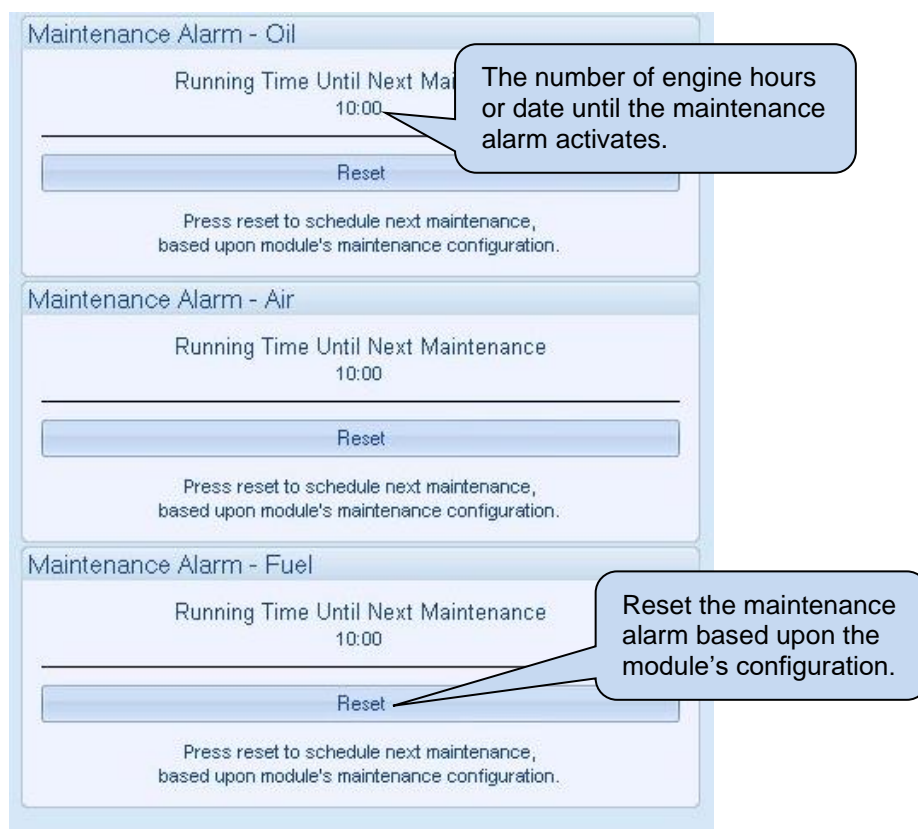 Maintenance Alarm - Oil
Running Time Until Next Mai
10:00
The number of engine hours
or date until the maintenance
alarm activates.
Reset
Press reset to schedule next maintenance,
based upon module's maintenance configuration.
Maintenance Alarm - Air
Running Time Until Next Maintenance
10:00
Reset
Press reset to schedule next maintenance,
based upon module's maintenance configuration.
Maintenance Alarm - Fuel
Running Time Until Next Maintenance
10:00
Reset the maintenance
alarm based upon the
module’s configuration.
Reset
Press reset to schedule next maintenance,
based upon module's maintenance configuration.